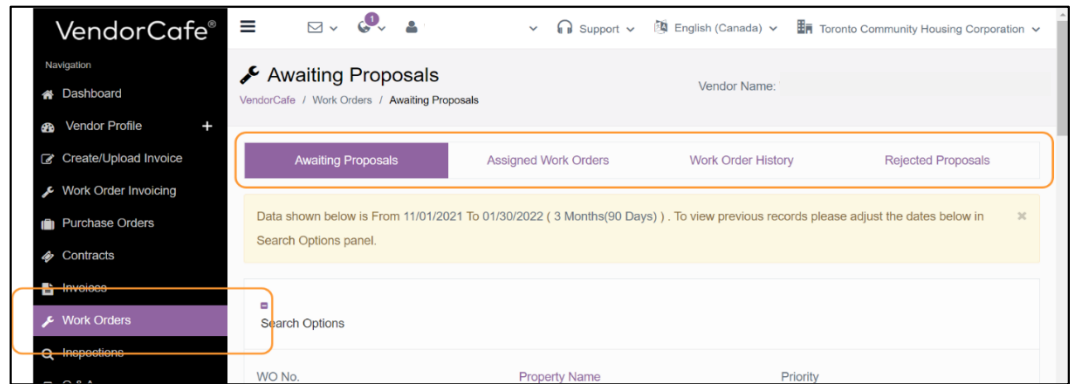 VendorCafe®
1
Support
English (Canada)
Toronto Community Housing Corporation
Navigation
Dashboard
Vendor Profile +
Create/Upload Invoice
Work Order Invoicing
Purchase Orders
Contracts
Invoices
Work Orders
Inspections
Awaiting Proposals
VendorCafe / Work Orders / Awaiting Proposals
Vendor Name:
Awaiting Proposals
Assigned Work Orders
Work Order History
Rejected Proposals
Data shown below is From 11/01/2021 To 01/30/2022 ( 3 Months(90 Days) ) . To view previous records please adjust the dates below in
Search Options panel.
Search Options
WO No.
Property Name
Priority